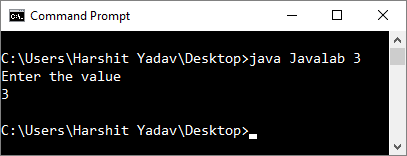 Command Prompt
C:\Users\Harshit Yadav\Desktop>java Javalab 3
Enter the value
3
C:\Users\Harshit Yadav\Desktop>